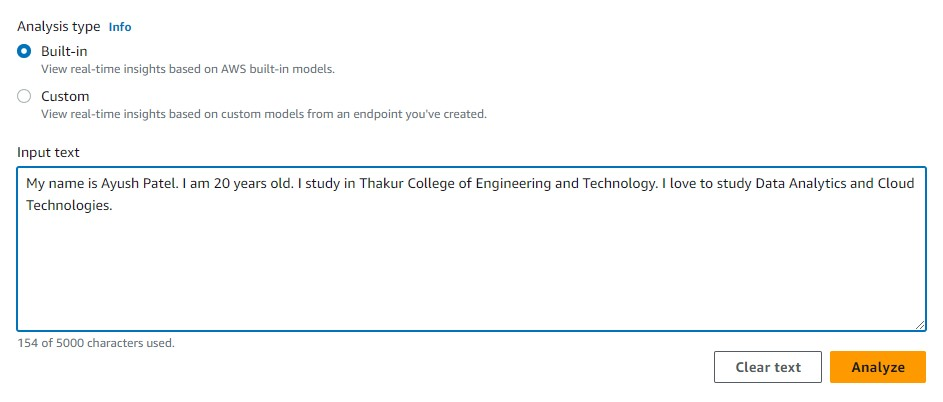 Analysis type Info
Built-in
View real-time insights based on AWS built-in models.
Custom
View real-time insights based on custom models from an endpoint you've created.
Input text
My name is Ayush Patel. I am 20 years old. I study in Thakur College of Engineering and Technology. I love to study Data Analytics and Cloud
Technologies.
154 of 5000 characters used.
Clear text Analyze